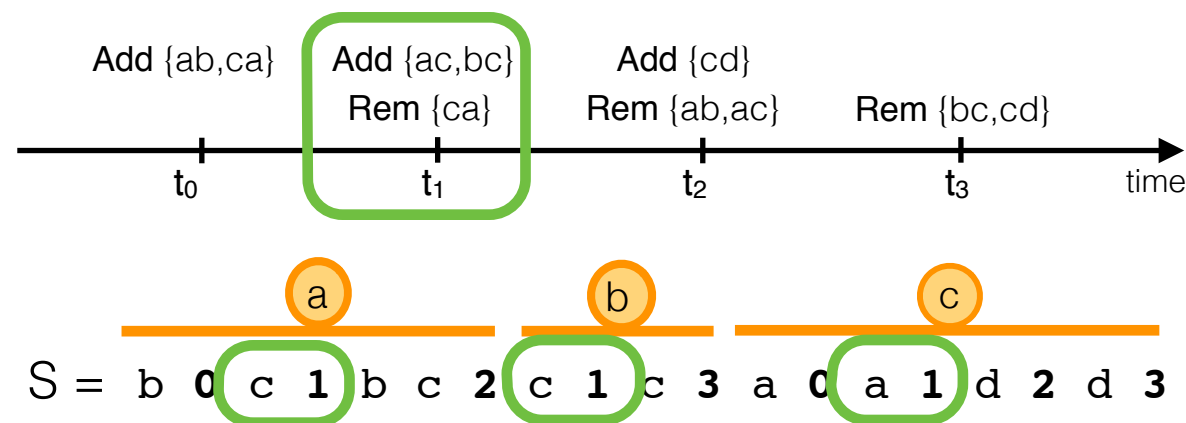 Add {ab,ca} Add {ac,bc} Add {cd}
Rem {ca} Rem {ab,ac} Rem {bc,cd}
t0 t1 t2 t3 time
a b c
S = b 0 c 1 b c 2 c 1 c 3 a 0 a 1 d 2 d 3